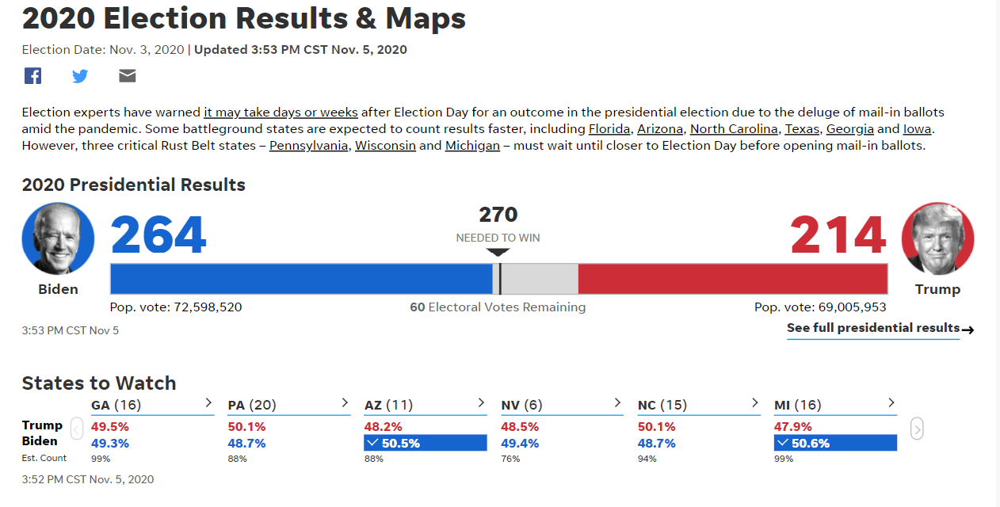 2020 Election Results & Maps
Election Date: Nov. 3, 2020 | Updated 3:53 PM CST Nov. 5, 2020
Election experts have warned it may take days or weeks after Election Day for an outcome in the presidential election due to the deluge of mail-in ballots
amid the pandemic. Some battleground states are expected to count results faster, including Florida, Arizona, North Carolina, Texas, Georgia and Iowa.
However, three critical Rust Belt states – Pennsylvania, Wisconsin and Michigan – must wait until closer to Election Day before opening mail-in ballots.
2020 Presidential Results
264 270 214
NEEDED TO WIN
Biden Trump
Pop. vote: 72,598,520 60 Electoral Votes Remaining Pop. vote: 69,005,953
3:53 PM CST Nov 5 See full presidential results
States to Watch
GA (16) PA (20) AZ (11) NV (6) NC (15) MI (16)
Trump 49.5% 50.1% 48.2% 48.5% 50.1% 47.9%
Biden 49.3% 48.7% 50.5% 49.4% 48.7% 50.6%
Est. Count 99% 88% 88% 76% 94% 99%
3:52 PM CST Nov. 5, 2020